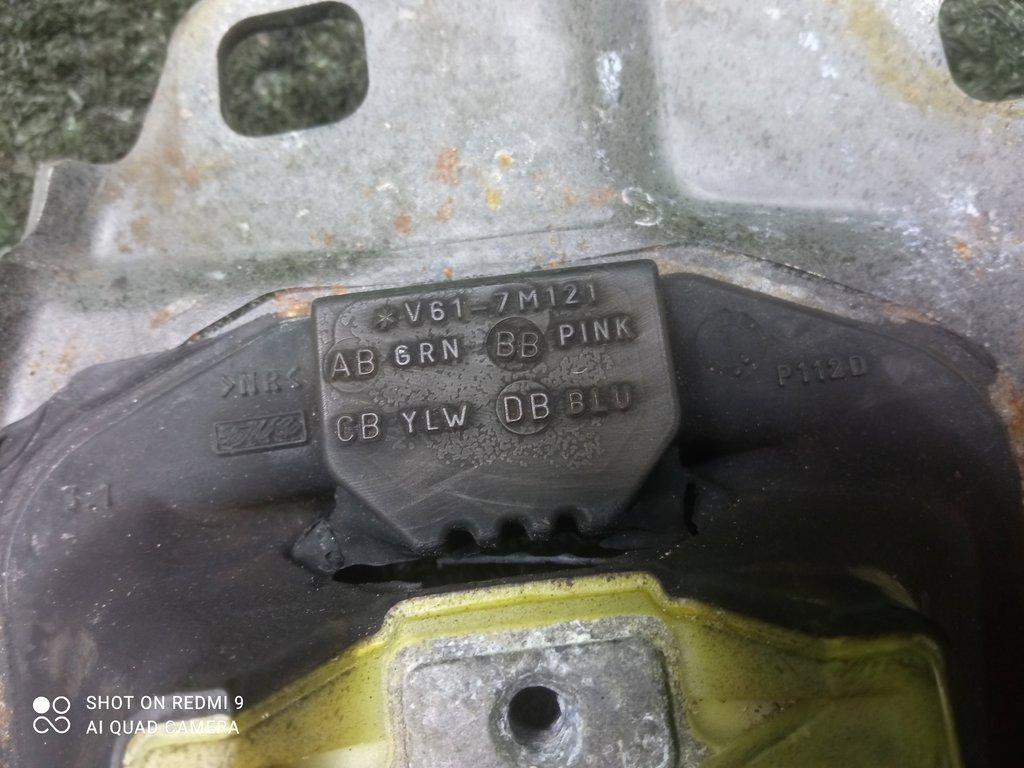 *V61-7M121
AB GRN BB PINK
CB YLW DB BLU
>NR<
P112D
SHOT ON REDMI 9
AI QUAD CAMERA